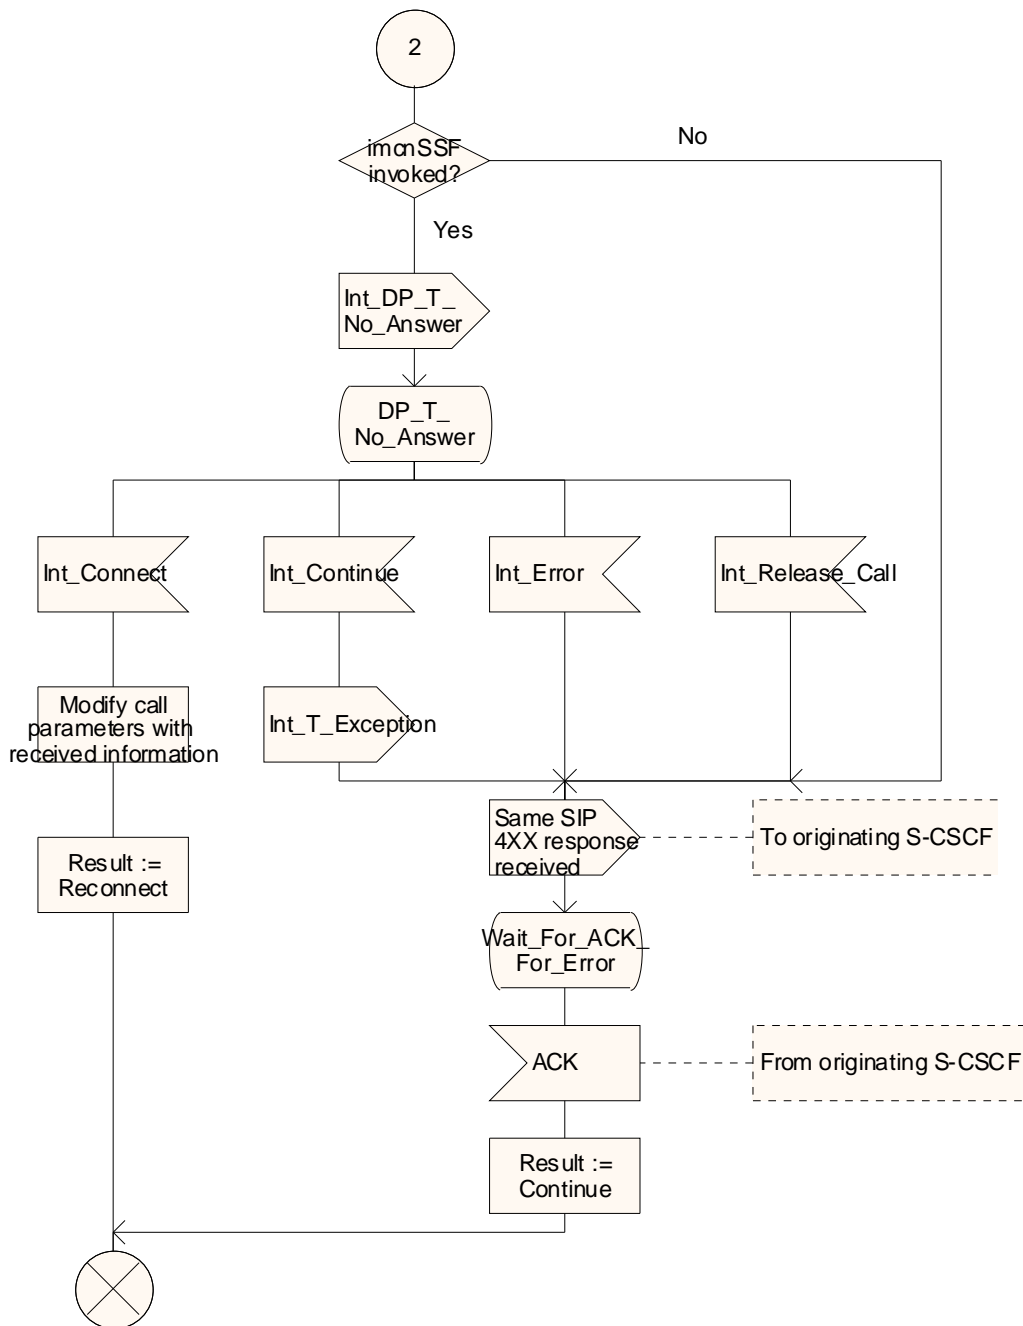 2
imcnSSF
invoked?
No
Yes
Int_DP_T_
No_Answer
DP_T_
No_Answer
Int_Connect
Int_Continue
Int_Error
Int_Release_Call
Modify call
parameters with
received information
Int_T_Exception
Same SIP
4XX response
received
To originating S-CSCF
Result :=
Reconnect
Wait_For_ACK_
For_Error
ACK
From originating S-CSCF
Result :=
Continue